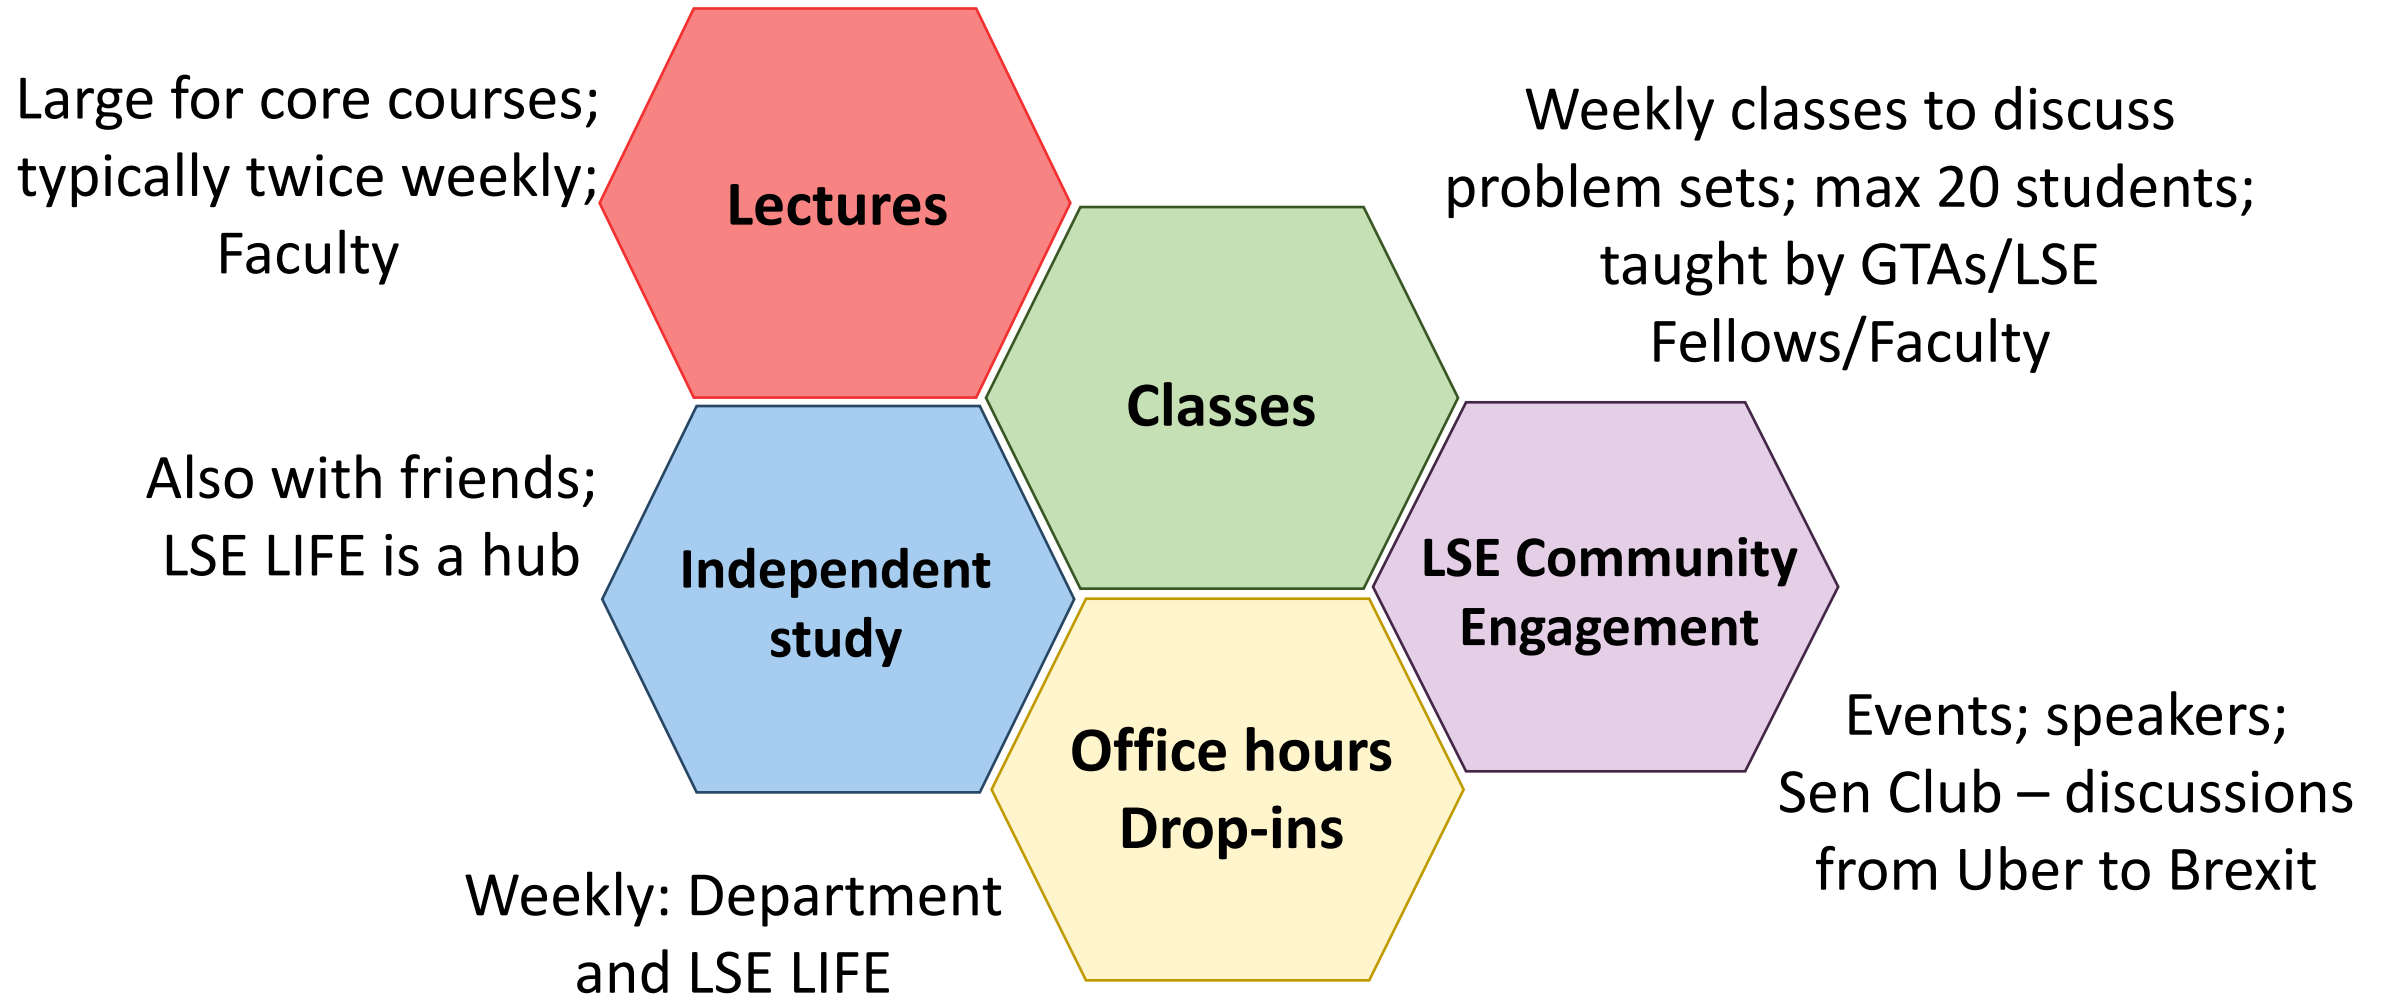 Large for core courses;
typically twice weekly;
Faculty
Lectures
Weekly classes to discuss
problem sets; max 20 students;
taught by GTAs/LSE
Fellows/Faculty
Classes
Also with friends;
LSE LIFE is a hub
Independent
study
LSE Community
Engagement
Events; speakers;
Sen Club – discussions
from Uber to Brexit
Office hours
Drop-ins
Weekly: Department
and LSE LIFE